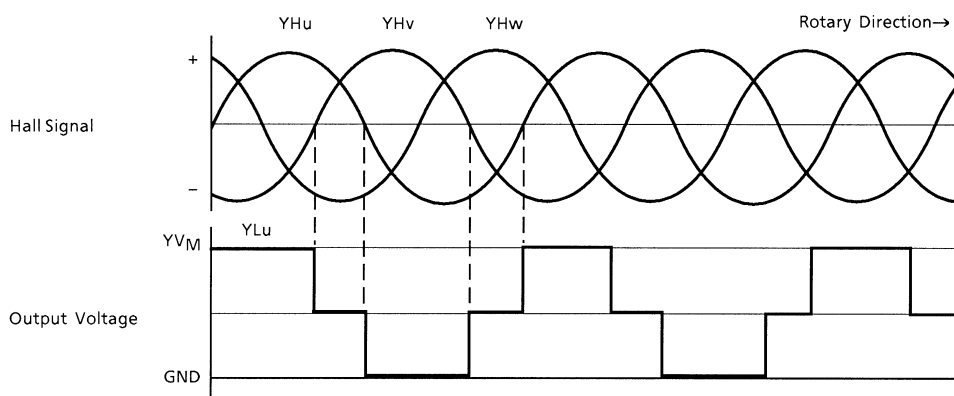 YHu YHv YHw Rotary Direction→
+
Hall Signal
−
YVM YLu
Output Voltage
GND